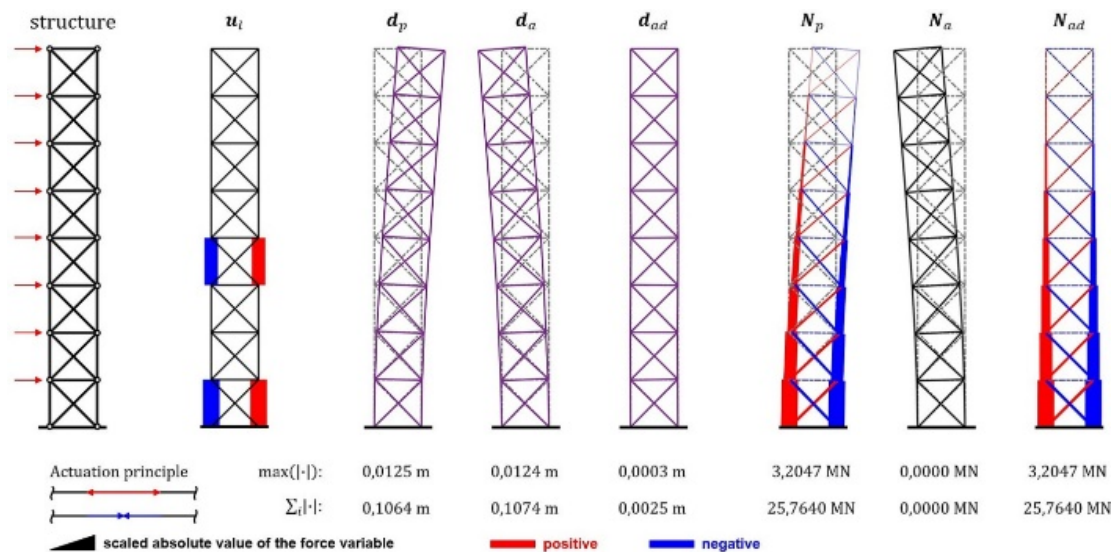 structure u_i d_p d_a d_ad N_p N_a N_ad
Actuation principle max(|·|): 0,0125 m 0,0124 m 0,0003 m 3,2047 MN 0,0000 MN 3,2047 MN
∑_i|·|: 0,1064 m 0,1074 m 0,0025 m 25,7640 MN 0,0000 MN 25,7640 MN
scaled absolute value of the force variable positive negative